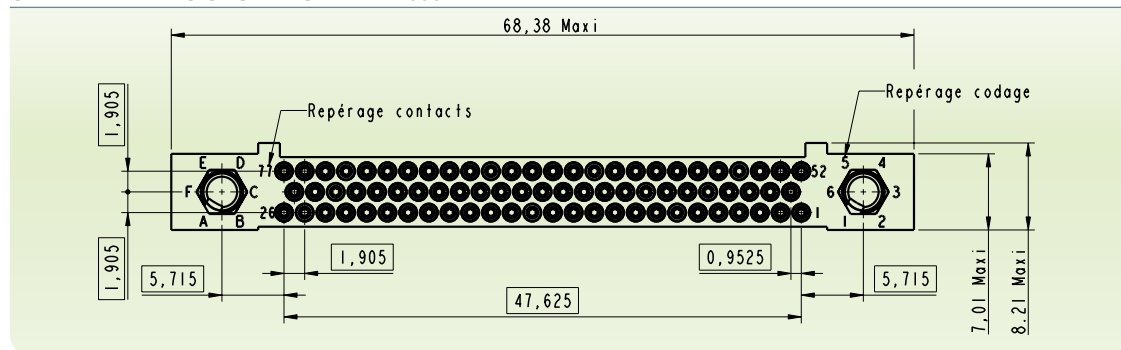 68,38 Maxi
1,905
Repérage contacts
Repérage codage
E D
77
52
5 4
F C
6 3
A B
26
1
1 2
1,905
1,905
0,9525
5,715
5,715
47,625
7,01 Maxi
8.21 Maxi